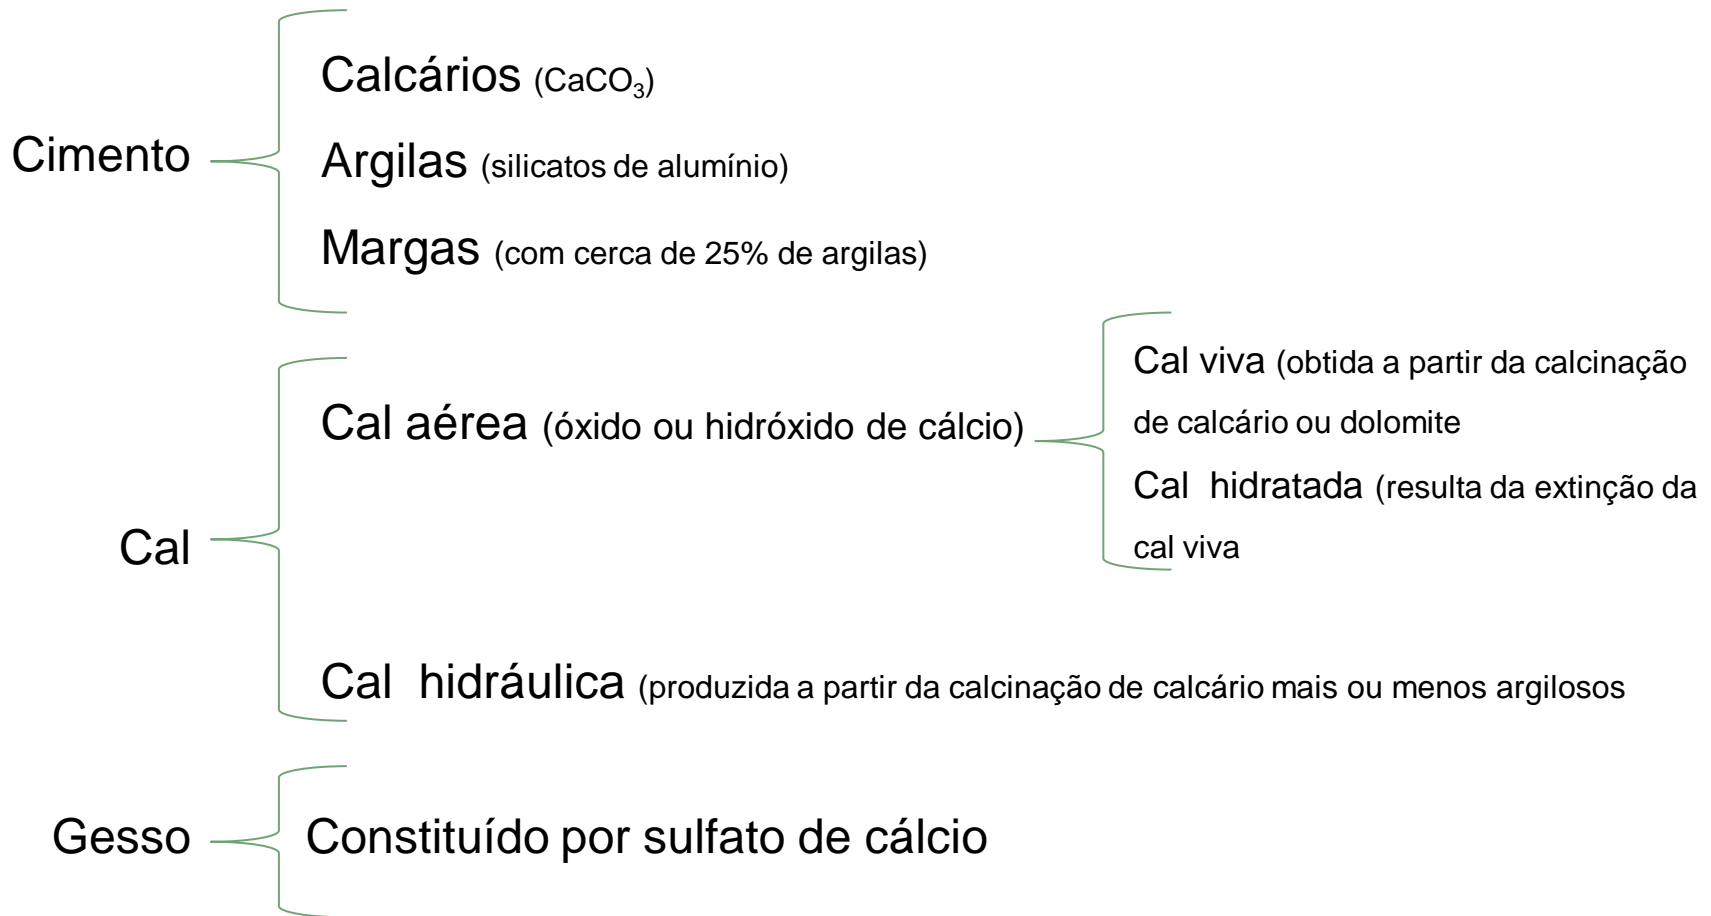 Cimento
Calcários (CaCO₃)
Argilas (silicatos de alumínio)
Margas (com cerca de 25% de argilas)
Cal
Cal aérea (óxido ou hidróxido de cálcio)
Cal viva (obtida a partir da calcinação
de calcário ou dolomite
Cal hidratada (resulta da extinção da
cal viva
Cal hidráulica (produzida a partir da calcinação de calcário mais ou menos argilosos
Gesso
Constituído por sulfato de cálcio